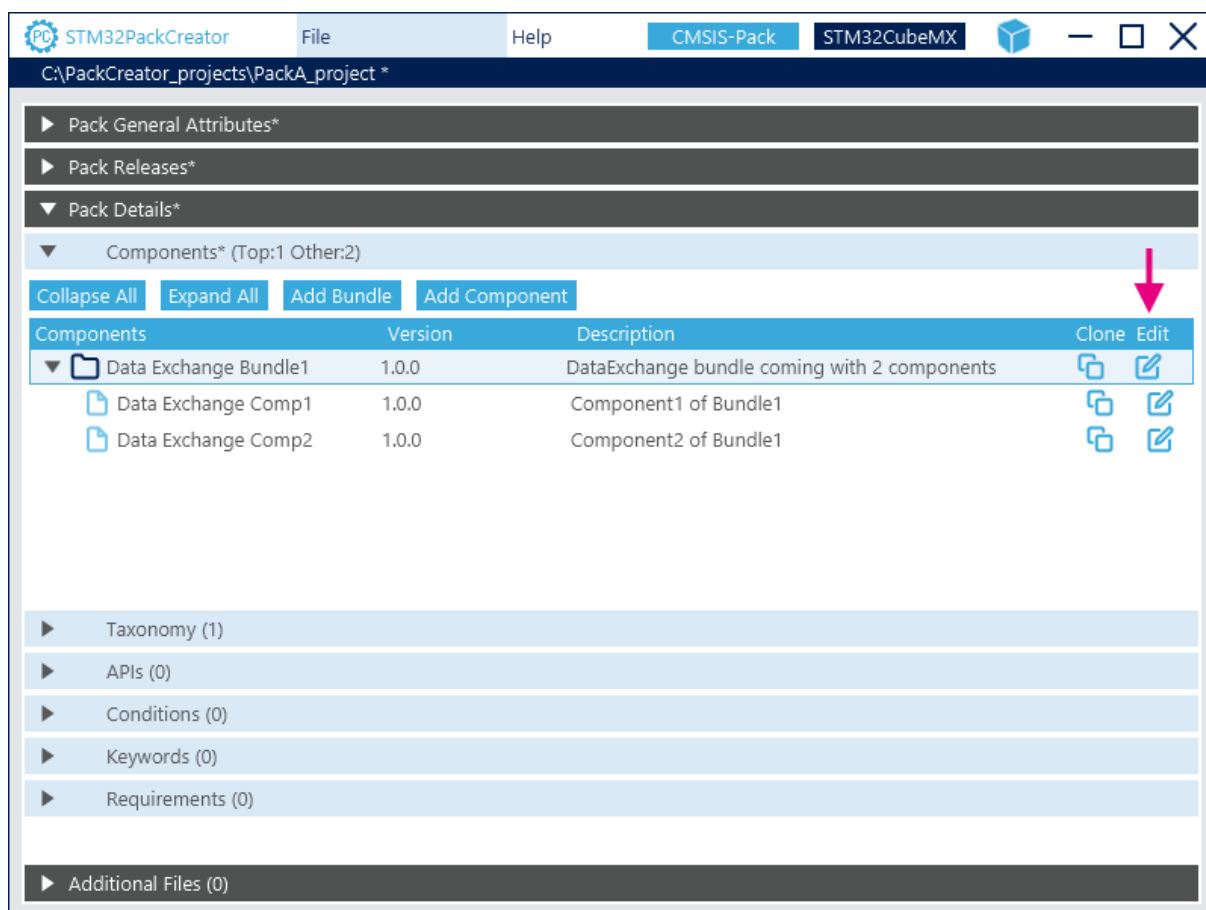 PC STM32PackCreator File Help CMSIS-Pack STM32CubeMX
C:\PackCreator_projects\PackA_project *
Pack General Attributes*
Pack Releases*
Pack Details*
Components* (Top:1 Other:2)
Collapse All Expand All Add Bundle Add Component
Components Version Description Clone Edit
Data Exchange Bundle1 1.0.0 DataExchange bundle coming with 2 components
Data Exchange Comp1 1.0.0 Component1 of Bundle1
Data Exchange Comp2 1.0.0 Component2 of Bundle1
Taxonomy (1)
APIs (0)
Conditions (0)
Keywords (0)
Requirements (0)
Additional Files (0)